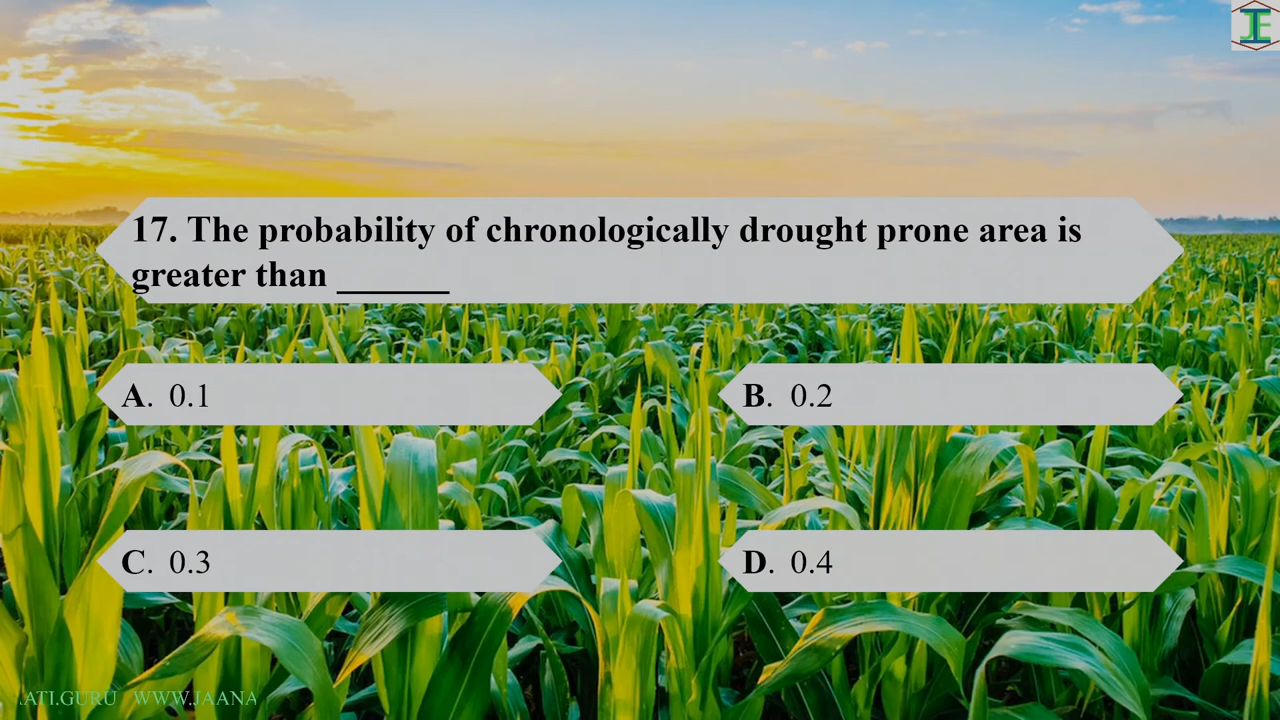 JE
17. The probability of chronologically drought prone area is
greater than ______
A. 0.1
B. 0.2
C. 0.3
D. 0.4
ATI.GURU WWW.JAANA